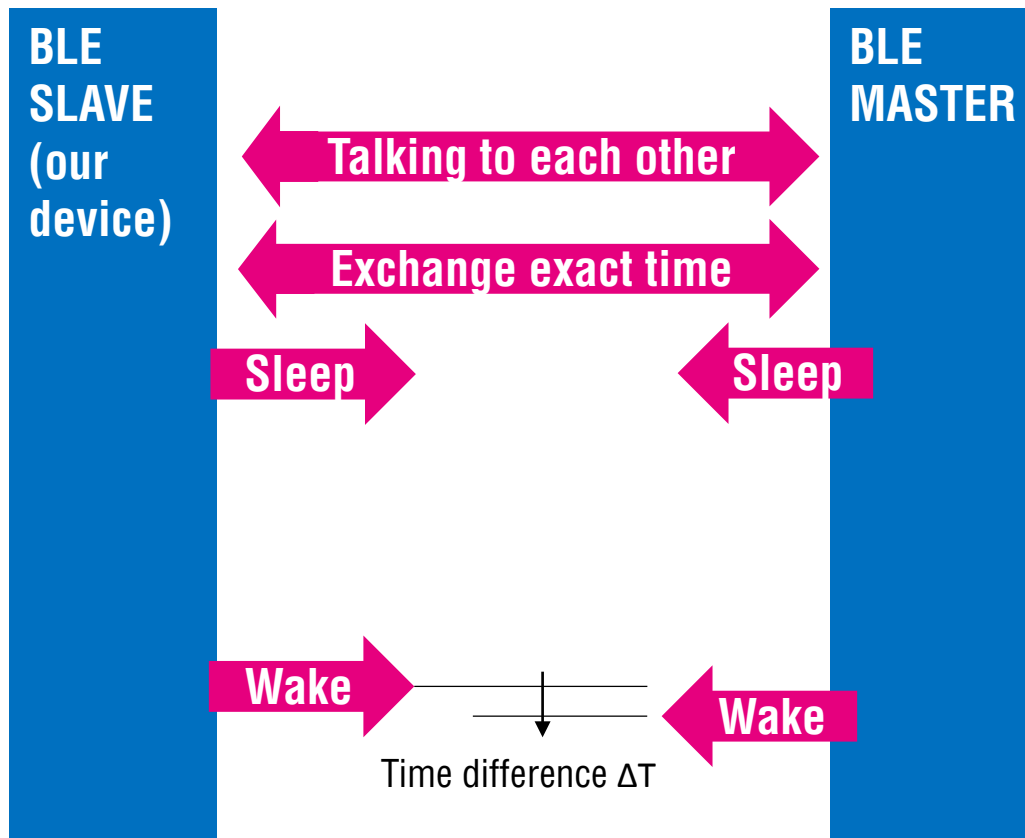 BLE
SLAVE
(our
device)
BLE
MASTER
Talking to each other
Exchange exact time
Sleep
Sleep
Wake
Wake
Time difference ΔT